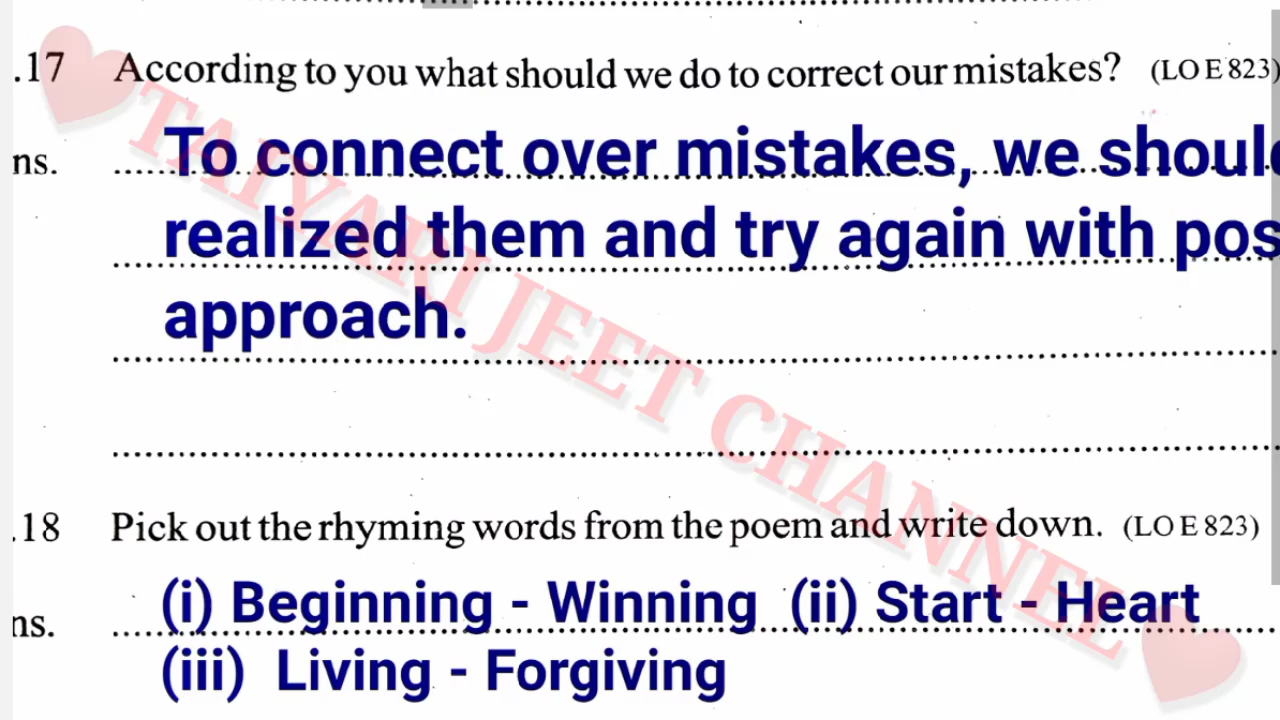 .17 According to you what should we do to correct our mistakes? (LO E 823)
ns. To connect over mistakes, we should
realized them and try again with pos
approach.
.18 Pick out the rhyming words from the poem and write down. (LO E 823)
ns. (i) Beginning - Winning (ii) Start - Heart
(iii) Living - Forgiving
TAIYARI JEET CHANNEL